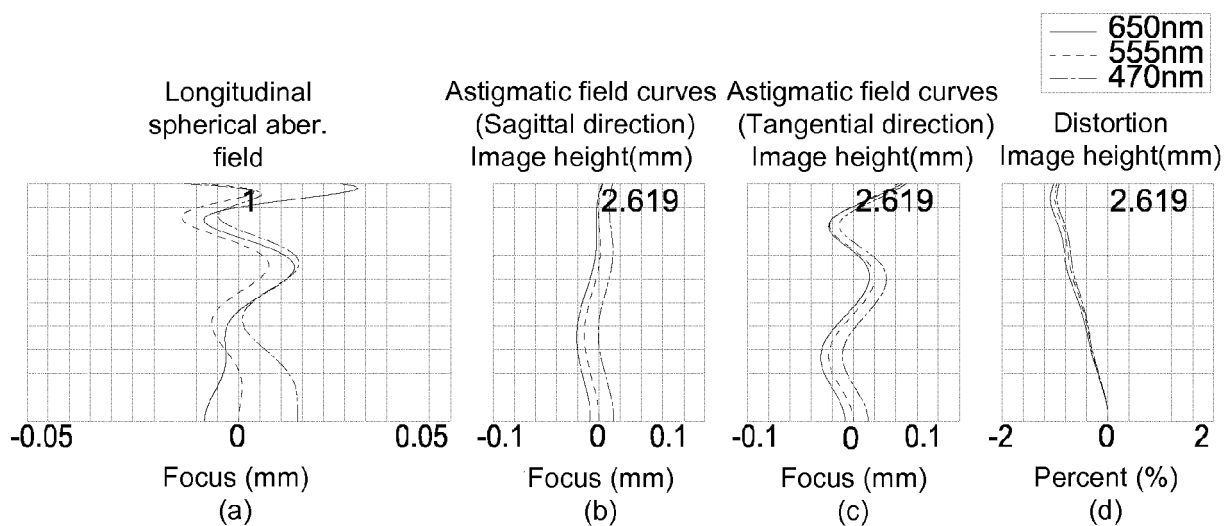 650nm
555nm
470nm
Longitudinal
spherical aber.
field
Astigmatic field curves
(Sagittal direction)
Image height(mm)
Astigmatic field curves
(Tangential direction)
Image height(mm)
Distortion
Image height(mm)
1
2.619
2.619
2.619
-0.05 0 0.05
-0.1 0 0.1
-0.1 0 0.1
-2 0 2
Focus (mm)
(a)
Focus (mm)
(b)
Focus (mm)
(c)
Percent (%)
(d)